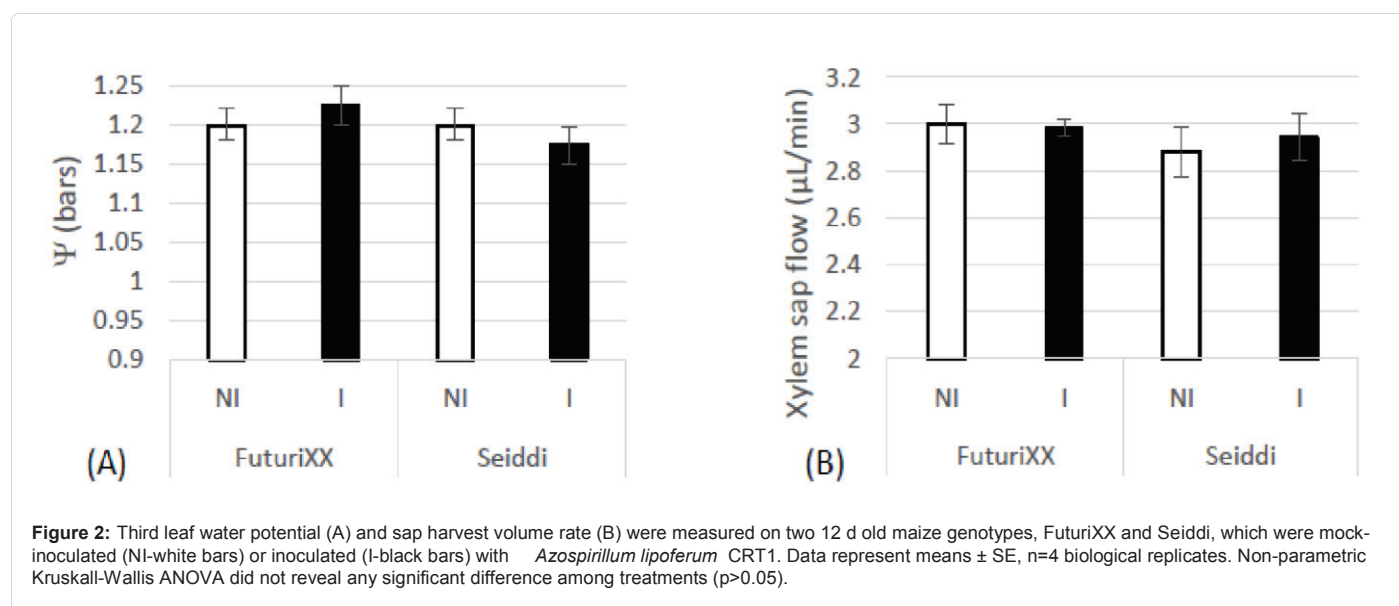 1.25
1.2
1.15
1.1
1.05
1
0.95
0.9
Ψ (bars)
NI
I
NI
I
FuturiXX
Seiddi
(A)
3.2
3
2.8
2.6
2.4
2.2
2
Xylem sap flow (µL/min)
NI
I
NI
I
FuturiXX
Seiddi
(B)
Figure 2: Third leaf water potential (A) and sap harvest volume rate (B) were measured on two 12 d old maize genotypes, FuturiXX and Seiddi, which were mock-
inoculated (NI-white bars) or inoculated (I-black bars) with Azospirillum lipoferum CRT1. Data represent means ± SE, n=4 biological replicates. Non-parametric
Kruskall-Wallis ANOVA did not reveal any significant difference among treatments (p>0.05).